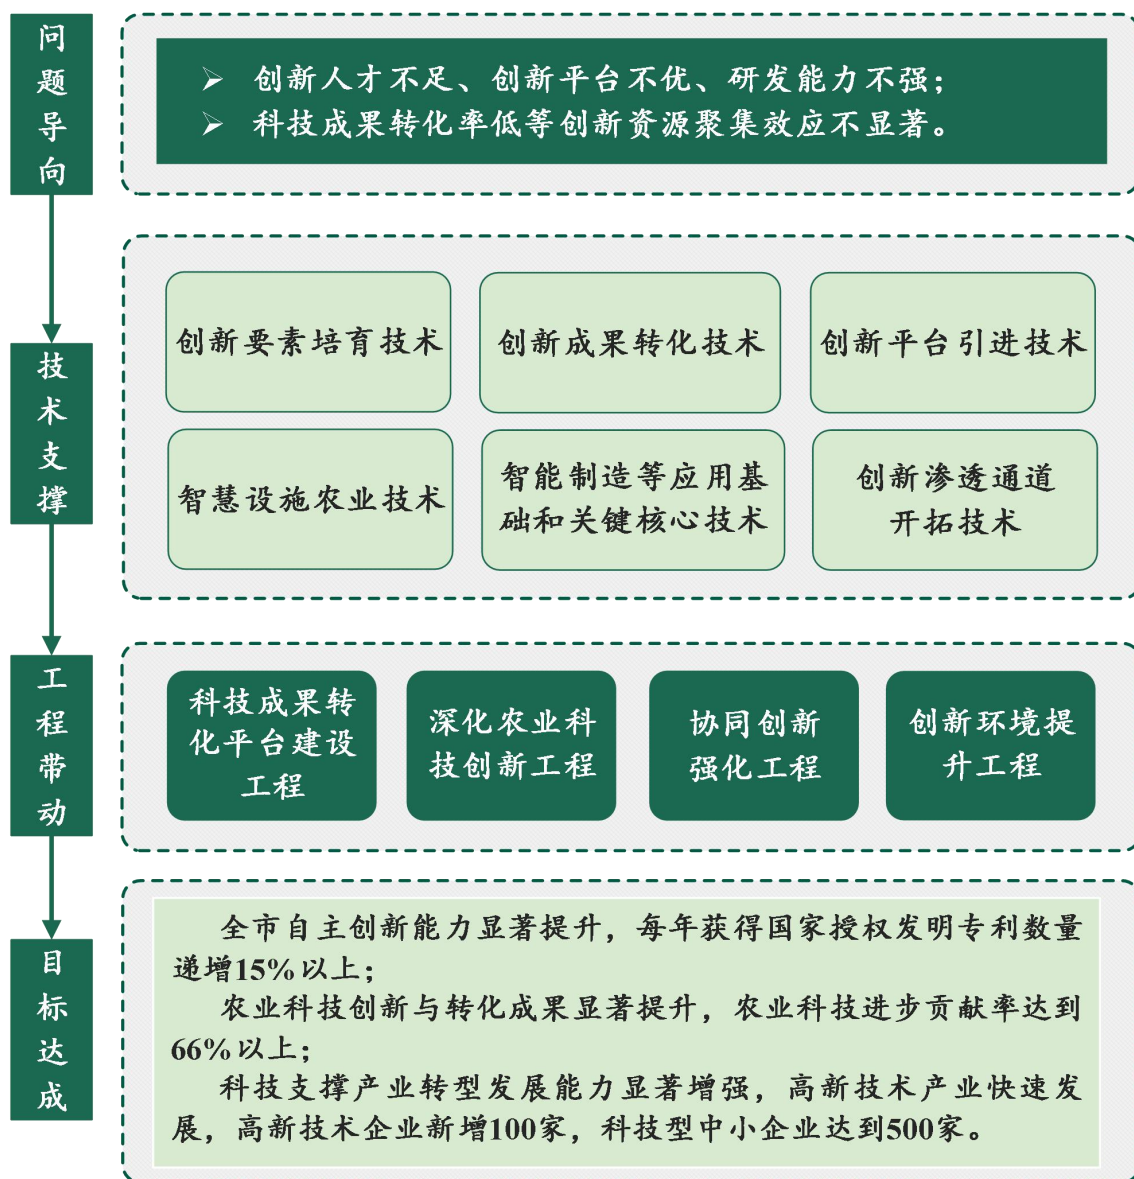 问题导向
➢ 创新人才不足、创新平台不优、研发能力不强；
➢ 科技成果转化率低等创新资源聚集效应不显著。
技术支撑
创新要素培育技术
创新成果转化技术
创新平台引进技术
智慧设施农业技术
智能制造等应用基
础和关键核心技术
创新渗透通道
开拓技术
工程带动
科技成果转
化平台建设
工程
深化农业科
技创新工程
协同创新
强化工程
创新环境提
升工程
目标达成
全市自主创新能力显著提升，每年获得国家授权发明专利数量
递增15%以上；
农业科技创新与转化成果显著提升，农业科技进步贡献率达到
66%以上；
科技支撑产业转型发展能力显著增强，高新技术产业快速发
展，高新技术企业新增100家，科技型中小企业达到500家。